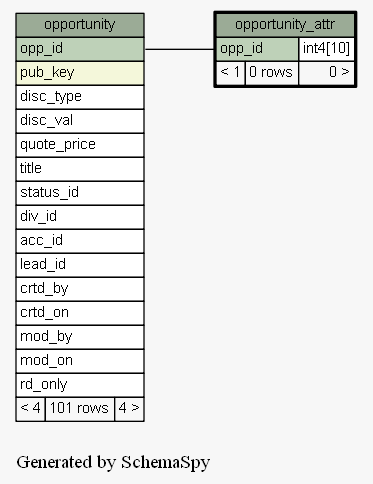 opportunity
opp_id
pub_key
disc_type
disc_val
quote_price
title
status_id
div_id
acc_id
lead_id
crtd_by
crtd_on
mod_by
mod_on
rd_only
< 4 101 rows 4 >
opportunity_attr
opp_id int4[10]
< 1 0 rows 0 >
Generated by SchemaSpy